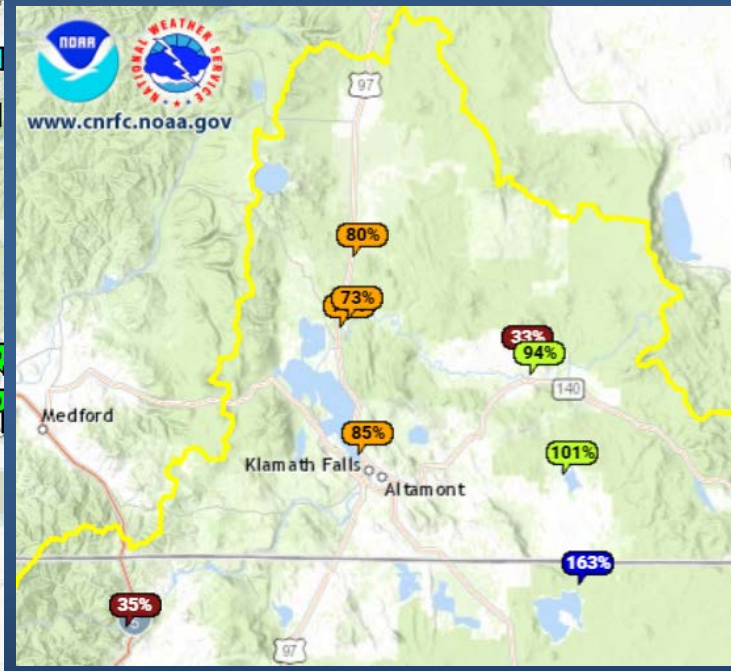 NOAA
NATIONAL WEATHER SERVICE
www.cnrfc.noaa.gov
97
80%
73%
33%
94%
140
Medford
85%
Klamath Falls
Altamont
101%
163%
35%
97